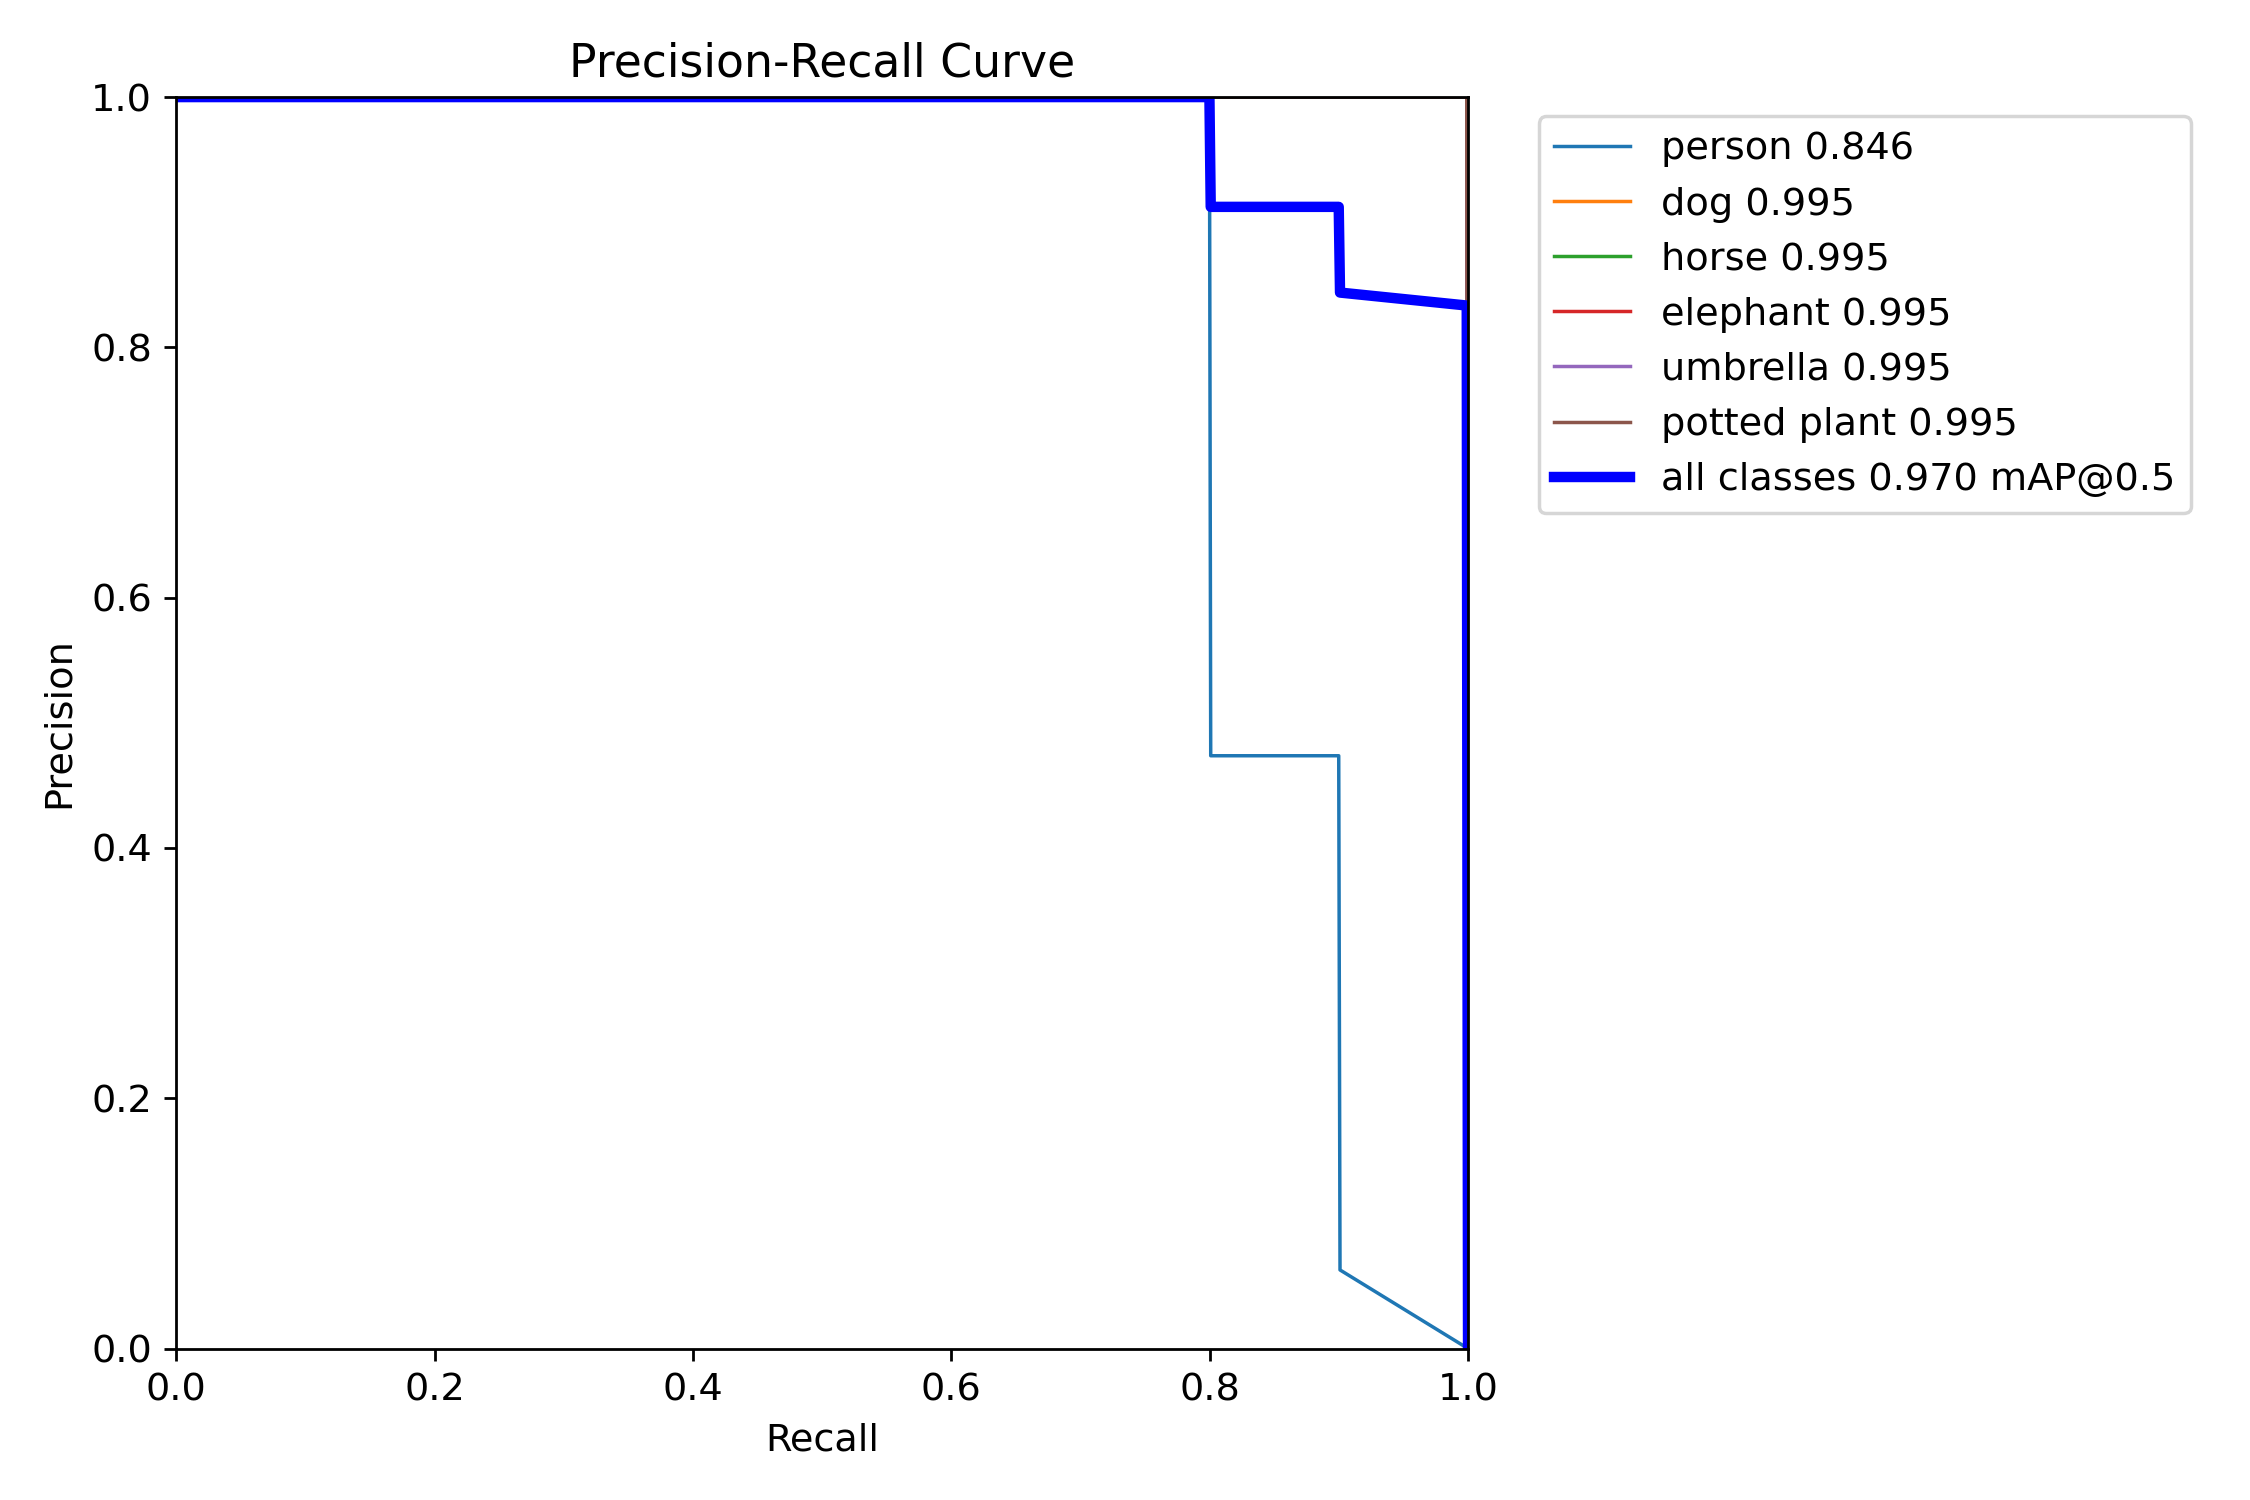 Precision-Recall Curve
1.0
0.8
0.6
0.4
0.2
0.0
Precision
0.0 0.2 0.4 0.6 0.8 1.0
Recall
person 0.846
dog 0.995
horse 0.995
elephant 0.995
umbrella 0.995
potted plant 0.995
all classes 0.970 mAP@0.5